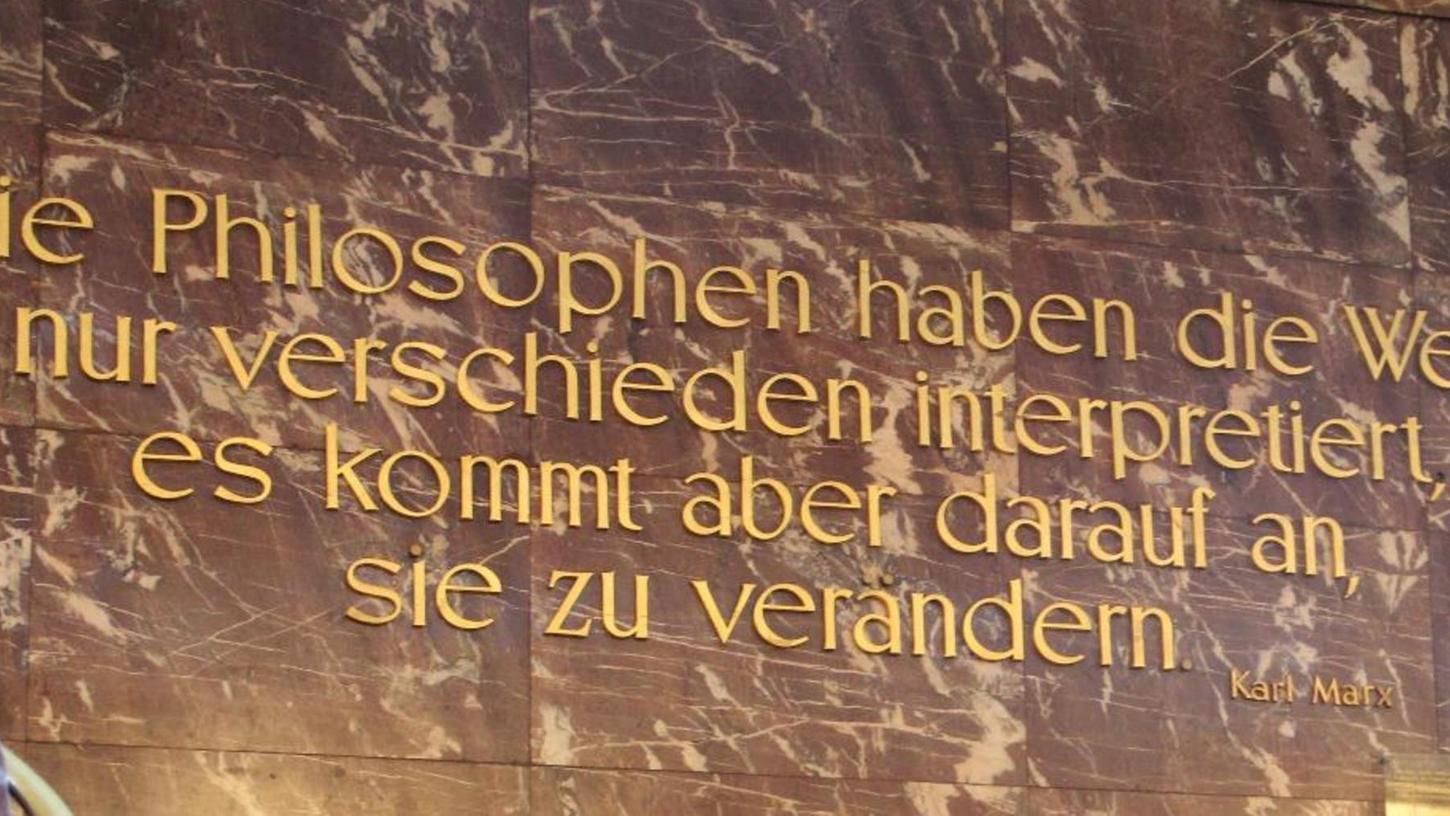 ie Philosophen haben die We
nur verschieden interpretiert,
es kommt aber darauf an,
sie zu verändern.
Karl Marx